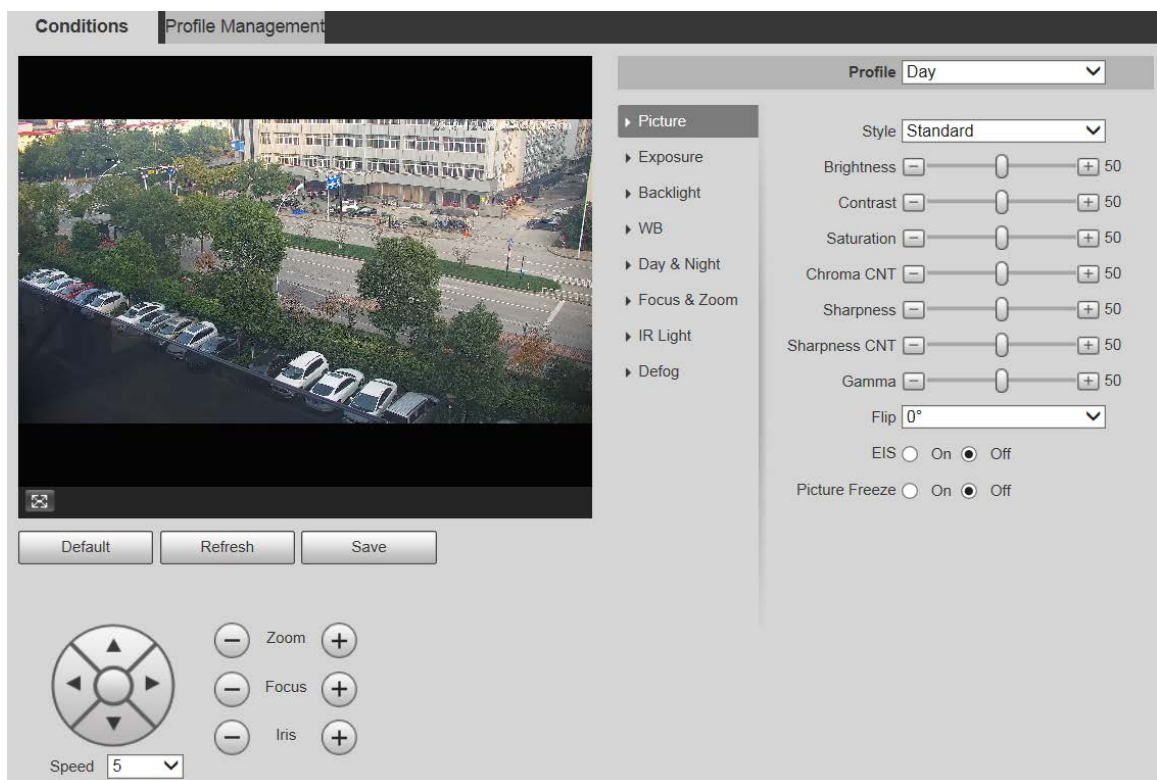 Conditions
Profile Management
Profile Day
Picture
Exposure
Backlight
WB
Day & Night
Focus & Zoom
IR Light
Defog
Style Standard
Brightness 50
Contrast 50
Saturation 50
Chroma CNT 50
Sharpness 50
Sharpness CNT 50
Gamma 50
Flip 0°
EIS On Off
Picture Freeze On Off
Default
Refresh
Save
Zoom
Focus
Iris
Speed 5